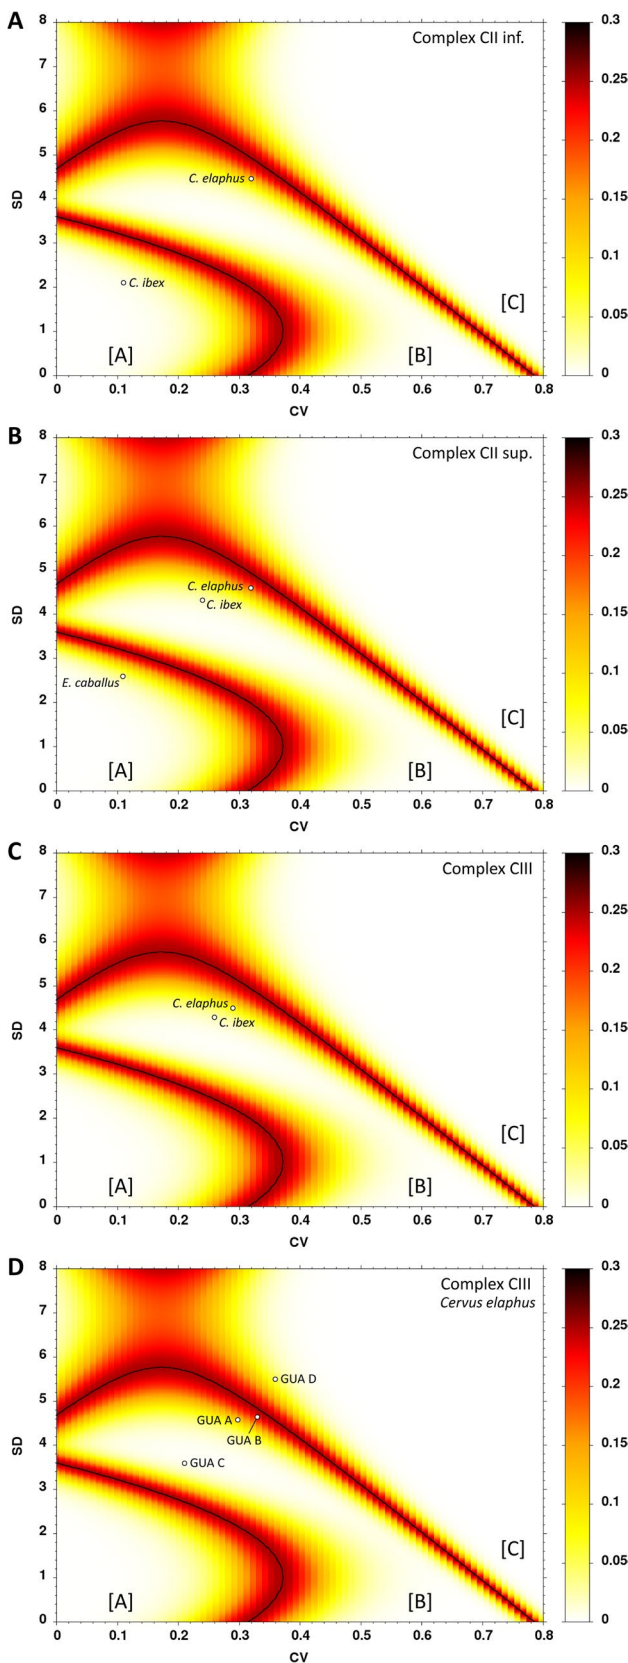 A
Complex CII inf.
8
7
6
5
4
3
2
1
0
SD
C. elaphus
C. ibex
[A]
[B]
[C]
0 0.1 0.2 0.3 0.4 0.5 0.6 0.7 0.8
CV
0.3
0.25
0.2
0.15
0.1
0.05
0
B
Complex CII sup.
8
7
6
5
4
3
2
1
0
SD
C. elaphus
C. ibex
E. caballus
[A]
[B]
[C]
0 0.1 0.2 0.3 0.4 0.5 0.6 0.7 0.8
CV
0.3
0.25
0.2
0.15
0.1
0.05
0
C
Complex CIII
8
7
6
5
4
3
2
1
0
SD
C. elaphus
C. ibex
[A]
[B]
[C]
0 0.1 0.2 0.3 0.4 0.5 0.6 0.7 0.8
CV
0.3
0.25
0.2
0.15
0.1
0.05
0
D
Complex CIII
Cervus elaphus
8
7
6
5
4
3
2
1
0
SD
GUA D
GUA A
GUA B
GUA C
[A]
[B]
[C]
0 0.1 0.2 0.3 0.4 0.5 0.6 0.7 0.8
CV
0.3
0.25
0.2
0.15
0.1
0.05
0